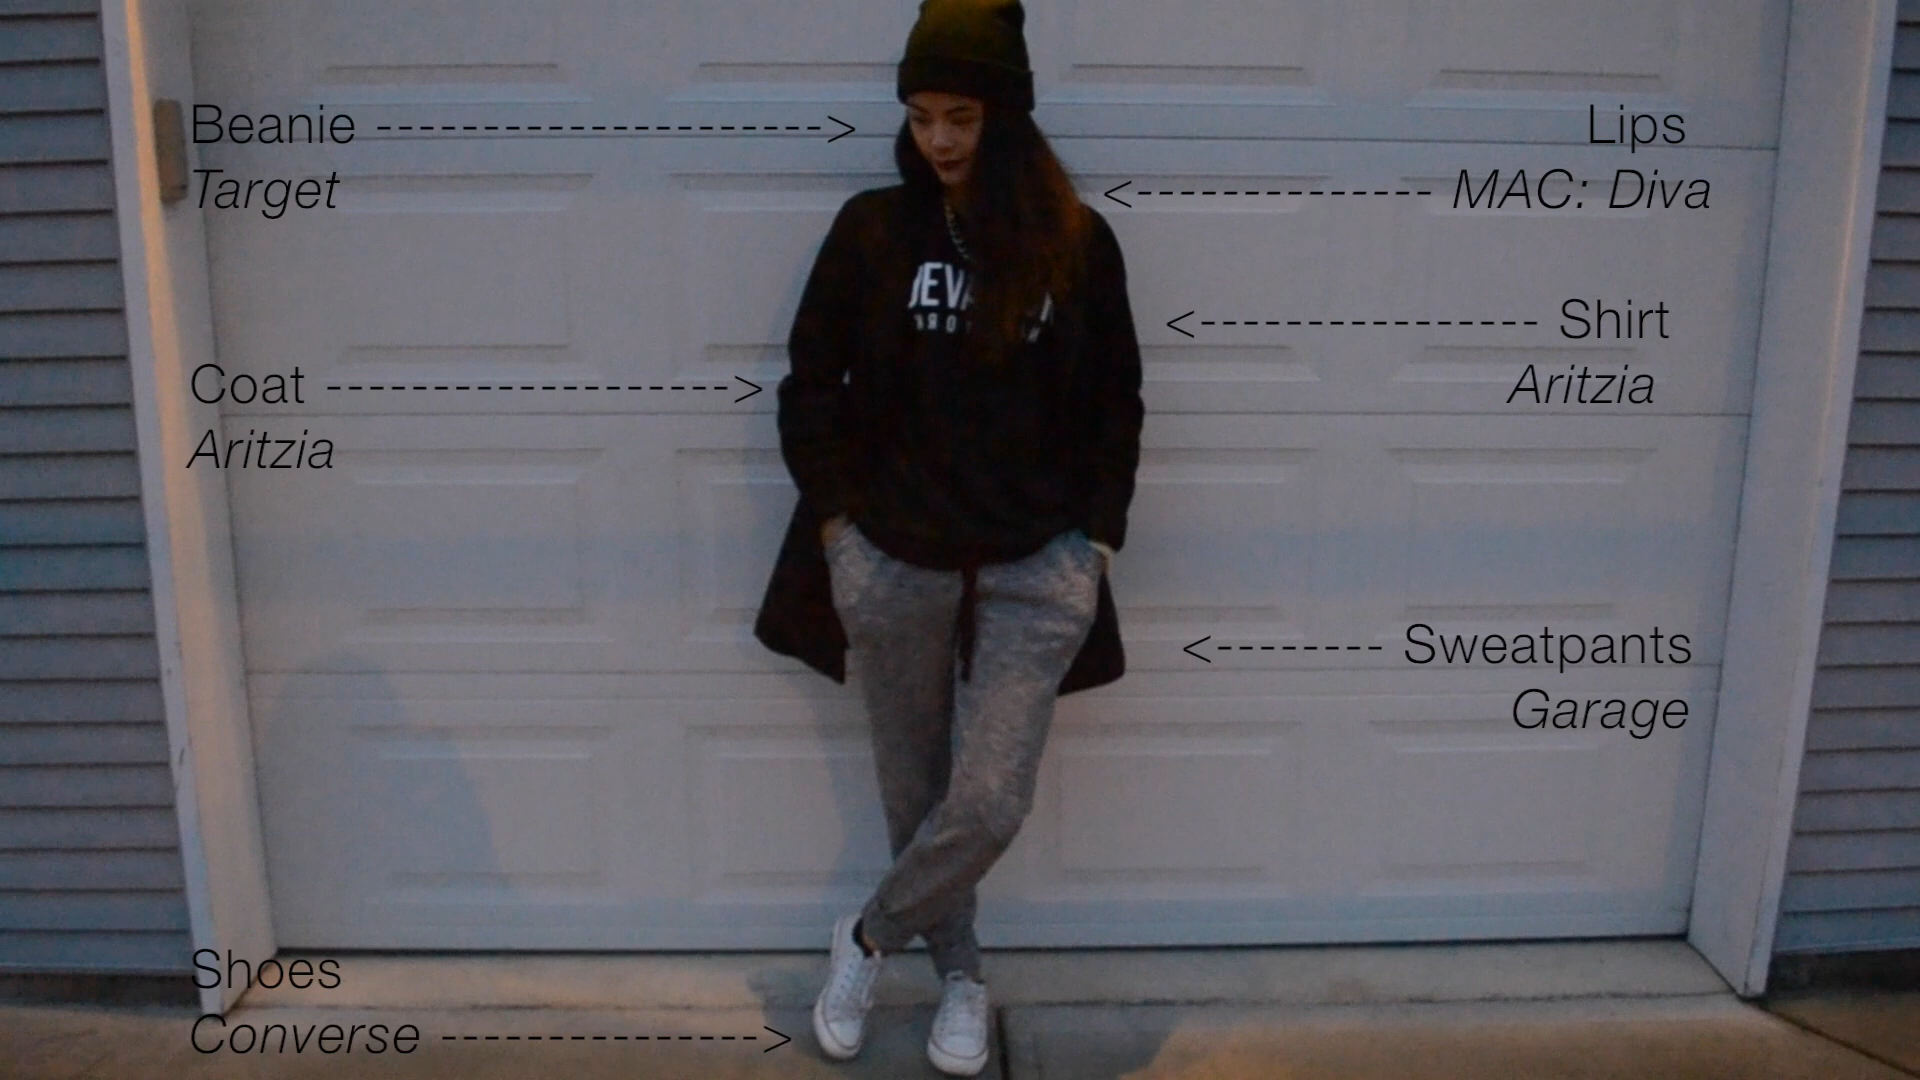 Beanie --------------------->
Target
Lips
<-------------- MAC: Diva
<---------------- Shirt
Aritzia
Coat ------------------->
Aritzia
<-------- Sweatpants
Garage
Shoes
Converse --------------->